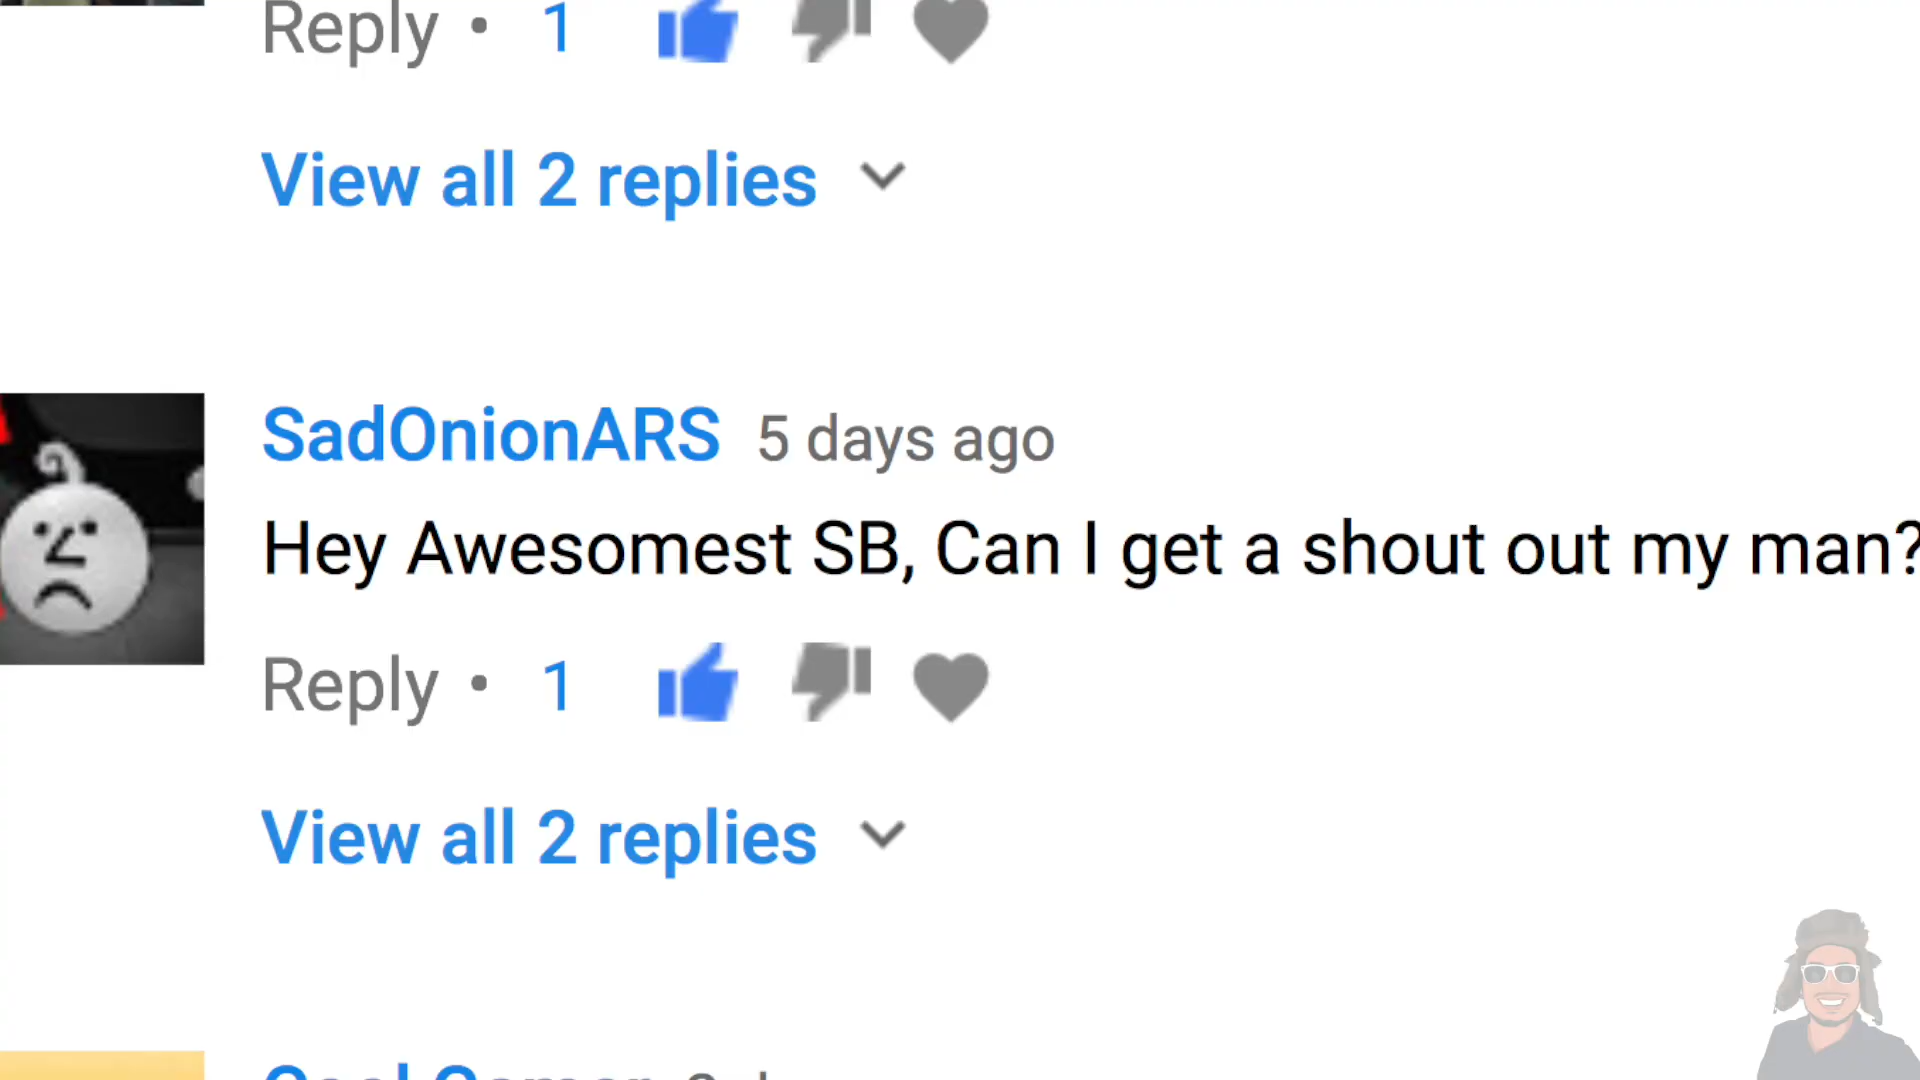 Reply • 1
View all 2 replies
SadOnionARS 5 days ago
Hey Awesomest SB, Can I get a shout out my man?
Reply • 1
View all 2 replies